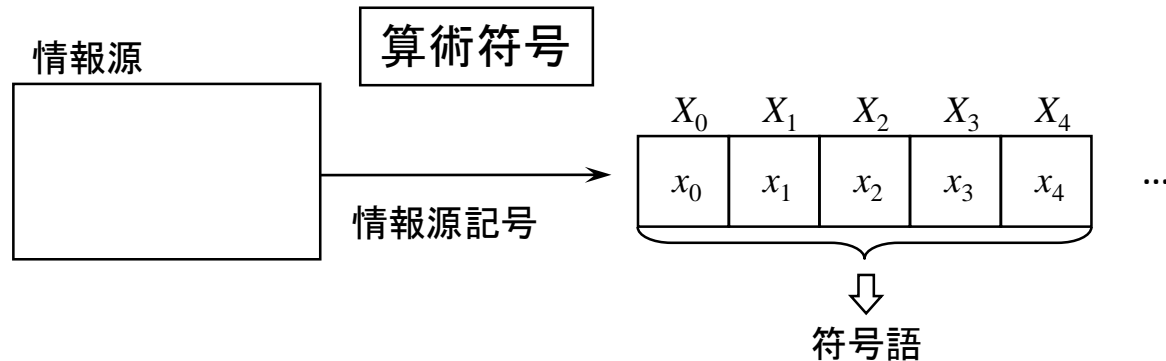 算術符号
情報源
X₀ X₁ X₂ X₃ X₄
x₀ x₁ x₂ x₃ x₄ …
情報源記号
符号語